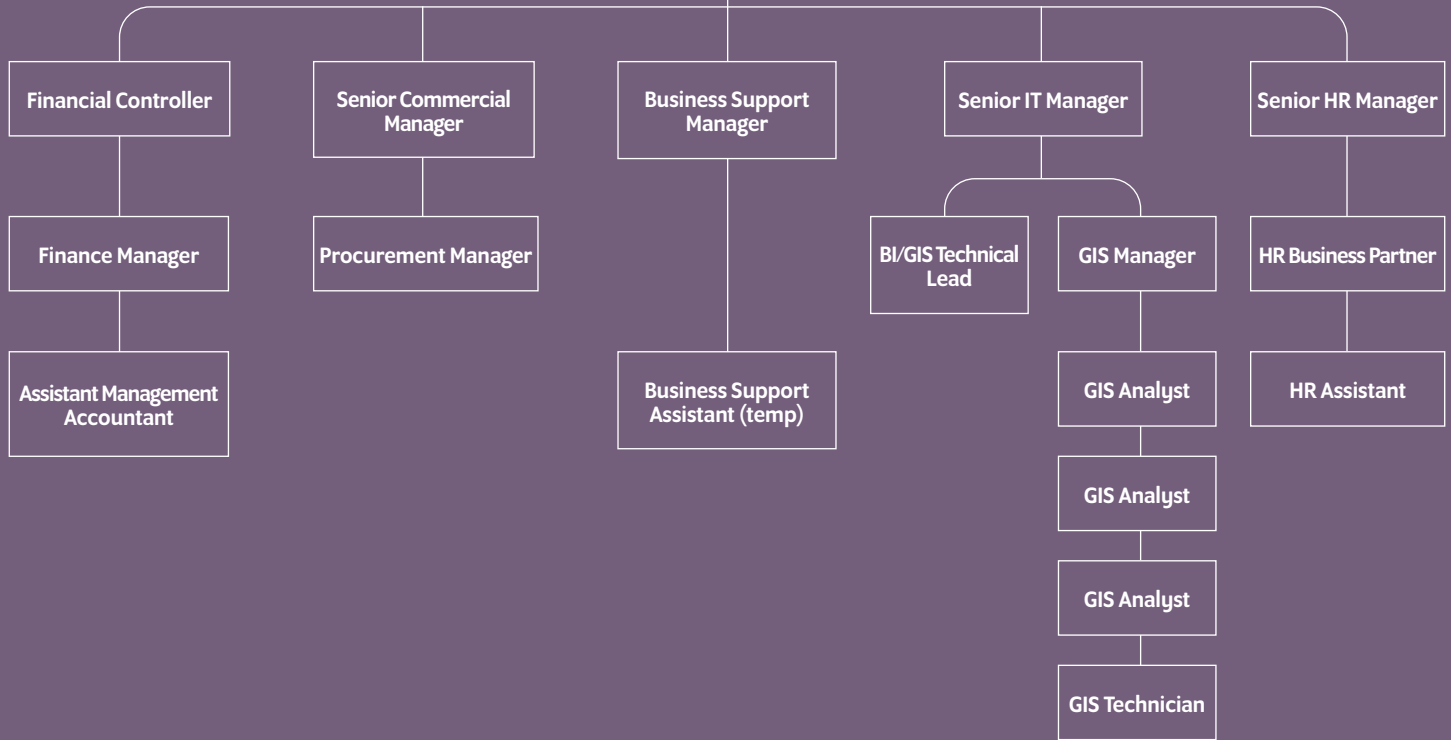 Financial Controller
Senior Commercial
Manager
Business Support
Manager
Senior IT Manager
Senior HR Manager
Finance Manager
Procurement Manager
BI/GIS Technical
Lead
GIS Manager
HR Business Partner
Assistant Management
Accountant
Business Support
Assistant (temp)
GIS Analyst
HR Assistant
GIS Analyst
GIS Analyst
GIS Technician